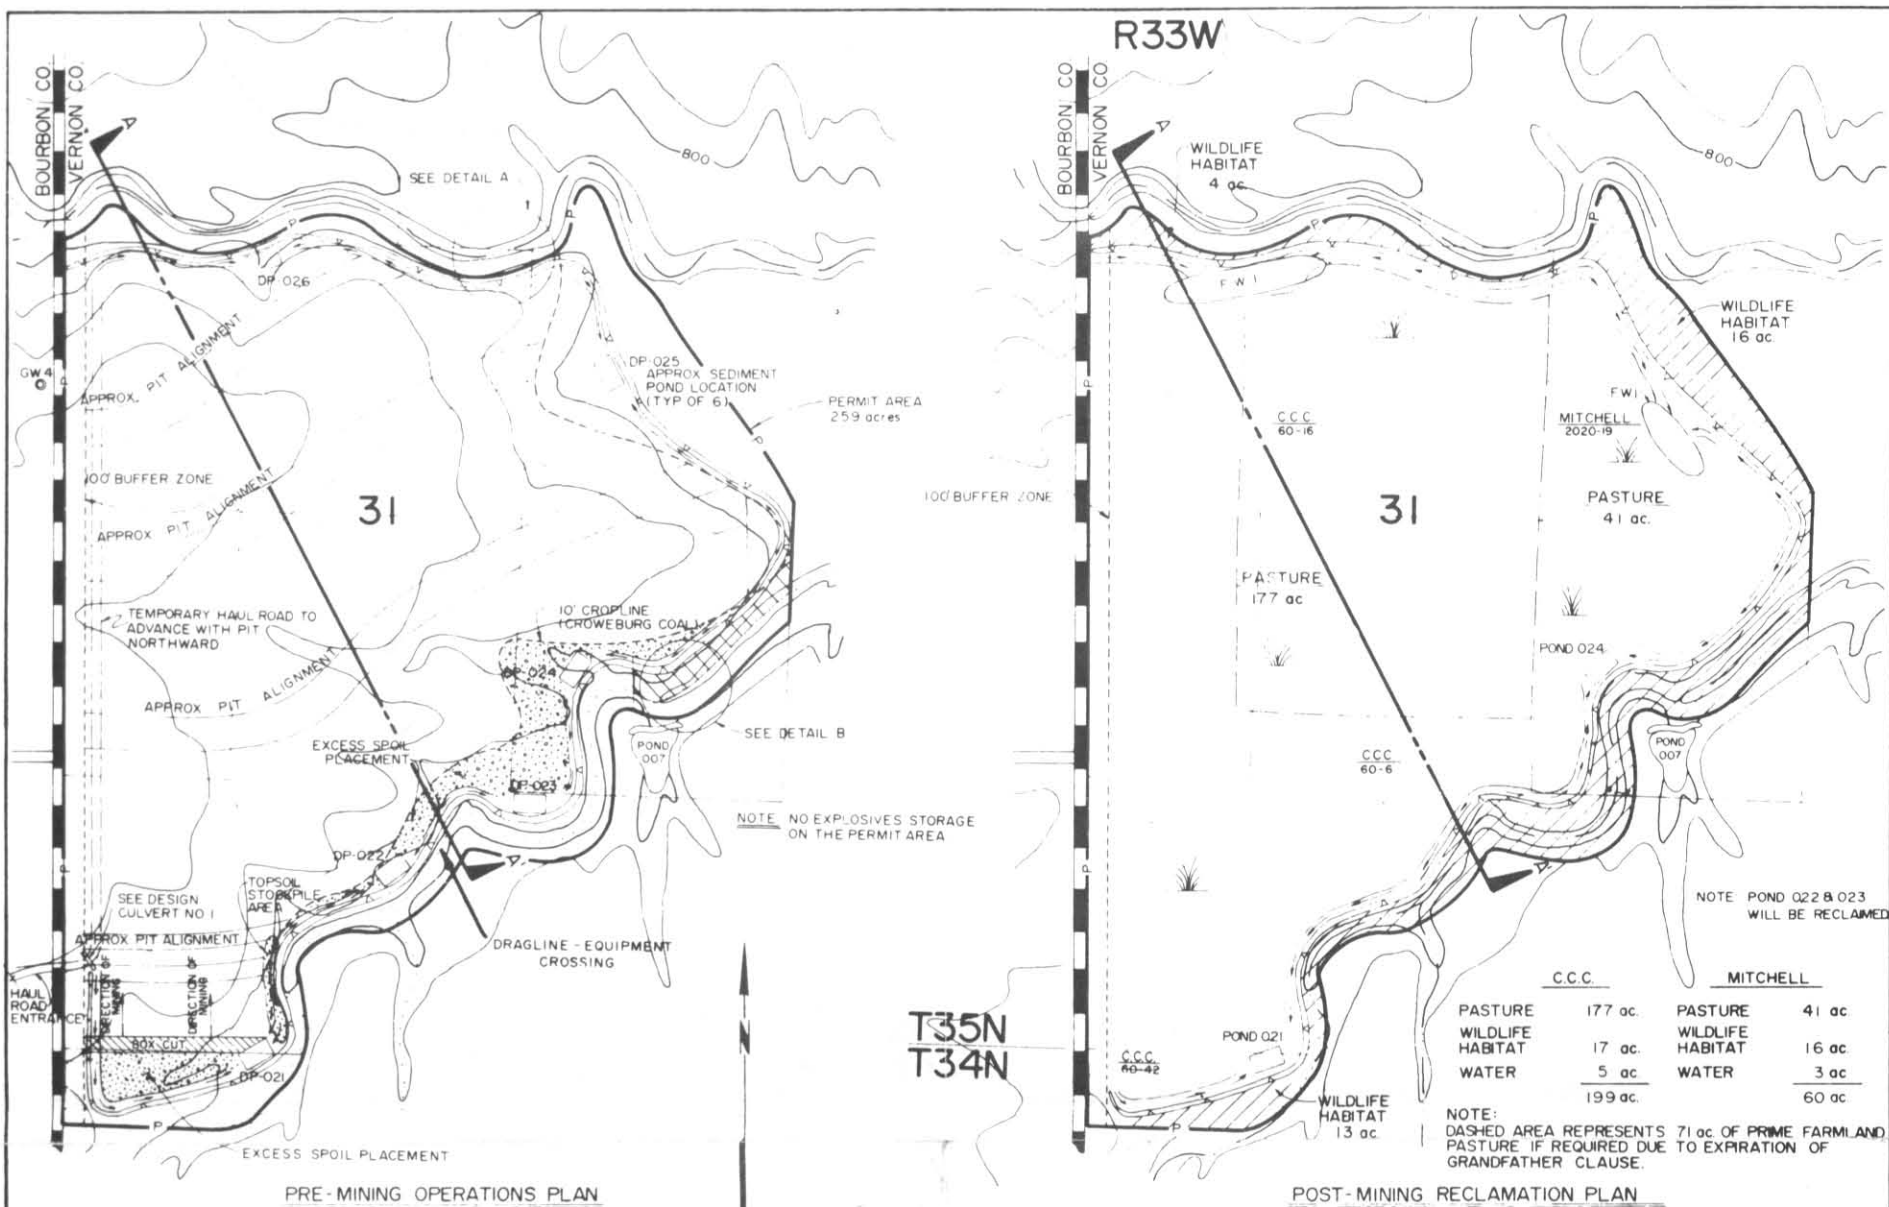 R33W
BOURBON CO.
VERNON CO.
A
SEE DETAIL A
800
P
DP-026
APPROX. PIT ALIGNMENT
GW4
P
DP-025
APPROX SEDIMENT
POND LOCATION
(TYP OF 6)
PERMIT AREA
259 acres
P
100' BUFFER ZONE
31
APPROX PIT ALIGNMENT
TEMPORARY HAUL ROAD TO
ADVANCE WITH PIT
NORTHWARD
10' CROPLINE
(CROWEBURG COAL)
DP-024
APPROX PIT ALIGNMENT
SEE DETAIL B
EXCESS SPOIL
PLACEMENT
POND
007
DP-023
NOTE NO EXPLOSIVES STORAGE
ON THE PERMIT AREA
DP-022
P
A
TOPSOIL
STOCKPILE
AREA
SEE DESIGN
CULVERT NO 1
APPROX PIT ALIGNMENT
DRAGLINE-EQUIPMENT
CROSSING
HAUL
ROAD
ENTRANCE
DIRECTION OF
MINING
DIRECTION OF
MINING
BOX CUT
DP-021
P
EXCESS SPOIL PLACEMENT
N
PRE-MINING OPERATIONS PLAN
T35N
T34N
BOURBON CO.
VERNON CO.
A
WILDLIFE
HABITAT
4 ac.
800
P
P
FW1
WILDLIFE
HABITAT
16 ac.
P
C.C.C.
60-16
FW1
MITCHELL
2020-19
100' BUFFER ZONE
31
PASTURE
41 ac.
PASTURE
177 ac
POND 024
CCC
60-6
POND
007
P
A
NOTE POND 022 & 023
WILL BE RECLAIMED
C.C.C. MITCHELL
PASTURE 177 ac. PASTURE 41 ac.
WILDLIFE WILDLIFE
HABITAT 17 ac. HABITAT 16 ac.
WATER 5 ac. WATER 3 ac
199 ac. 60 ac.
POND 021
C.C.C.
60-42
WILDLIFE
HABITAT
13 ac.
P
NOTE:
DASHED AREA REPRESENTS 71 ac. OF PRIME FARMLAND
PASTURE IF REQUIRED DUE TO EXPIRATION OF
GRANDFATHER CLAUSE.
POST-MINING RECLAMATION PLAN